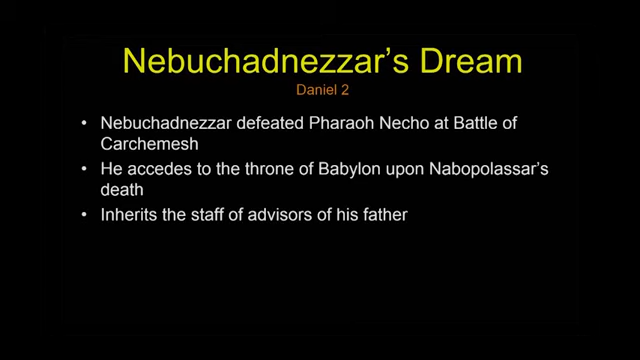 Nebuchadnezzar’s Dream
Daniel 2
• Nebuchadnezzar defeated Pharaoh Necho at Battle of
Carchemesh
• He accedes to the throne of Babylon upon Nabopolassar’s
death
• Inherits the staff of advisors of his father